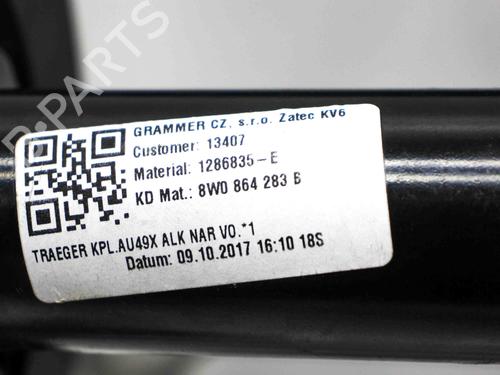 GRAMMER CZ, s.r.o. Zatec KV6
Customer: 13407
Material: 1286835-E
KD Mat.: 8W0 864 283 B
TRAEGER KPL.AU49X ALK NAR VO.*1
Datum: 09.10.2017 16:10 18S